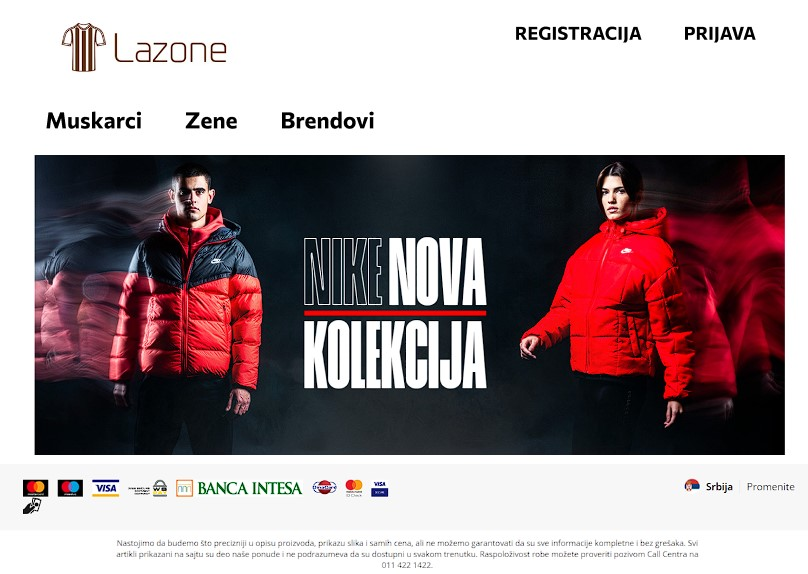 Lazone
REGISTRACIJA PRIJAVA
Muskarci Zene Brendovi
NIKE NOVA
KOLEKCIJA
VISA
BANCA INTESA
VISA
Srbija Promenite
Nastojimo da budemo što precizniji u opisu proizvoda, prikazu slika i samih cena, ali ne možemo garantovati da su sve informacije kompletne i bez grešaka. Svi
artikli prikazani na sajtu su deo naše ponude i ne podrazumeva da su dostupni u svakom trenutku. Raspoloživost robe možete proveriti pozivom Call Centra na
011 422 1422.